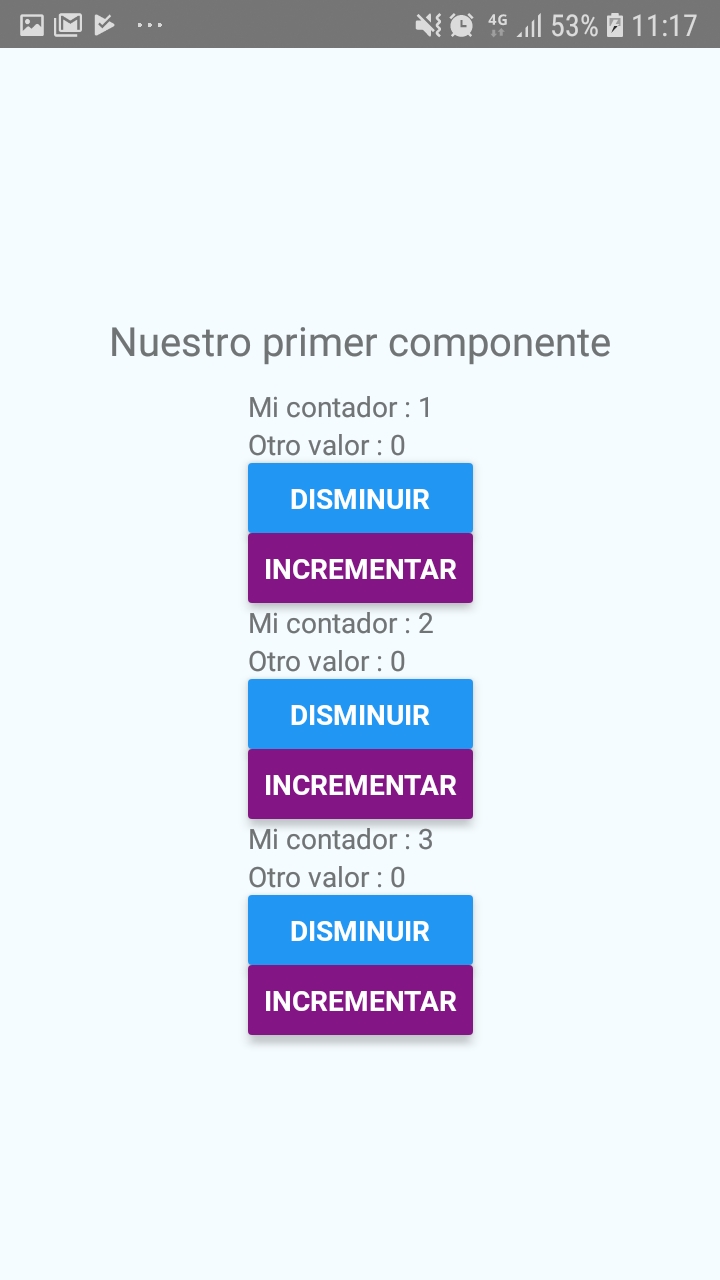 4G 53% 11:17
Nuestro primer componente
Mi contador : 1
Otro valor : 0
DISMINUIR
INCREMENTAR
Mi contador : 2
Otro valor : 0
DISMINUIR
INCREMENTAR
Mi contador : 3
Otro valor : 0
DISMINUIR
INCREMENTAR